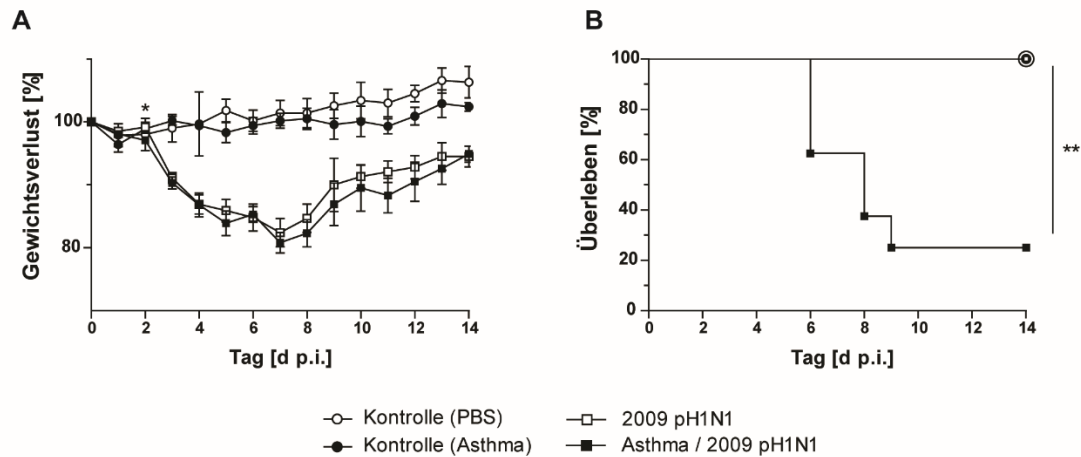 A
B
Gewichtsverlust [%]
100
80
*
0 2 4 6 8 10 12 14
Tag [d p.i.]
Überleben [%]
100
80
60
40
20
0
**
0 2 4 6 8 10 12 14
Tag [d p.i.]
Kontrolle (PBS)
2009 pH1N1
Kontrolle (Asthma)
Asthma / 2009 pH1N1